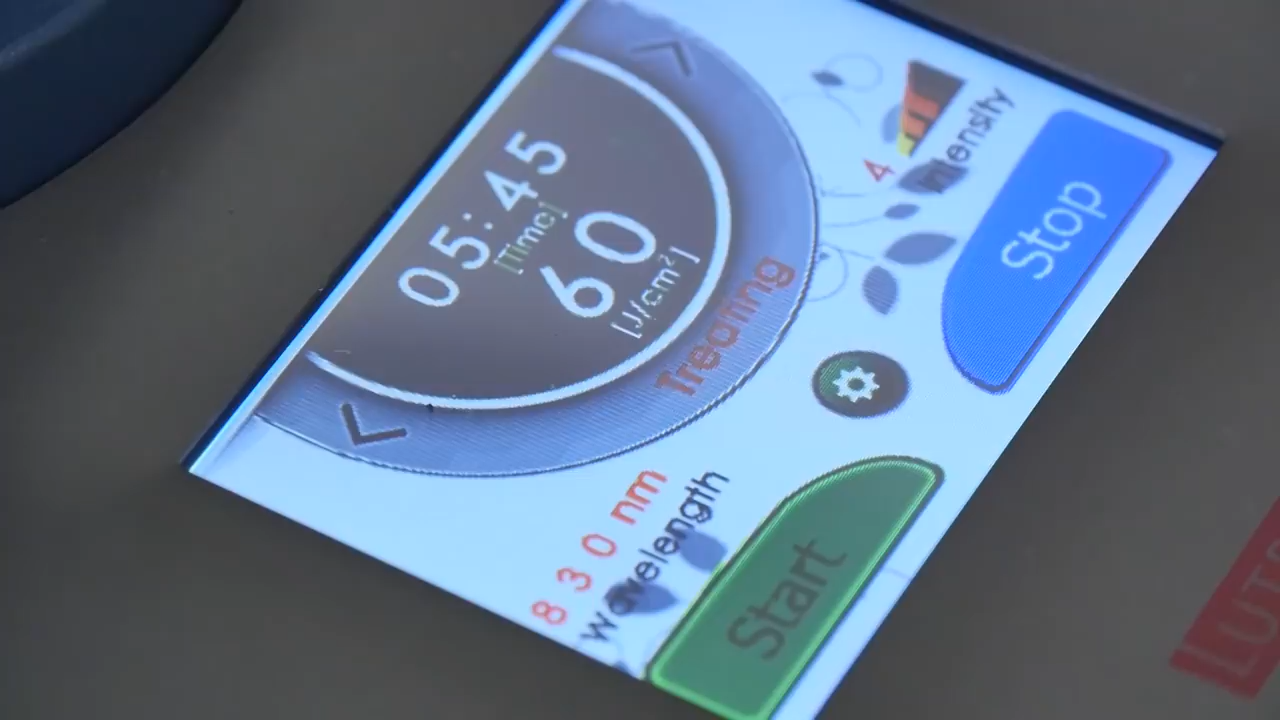 05:45
[Time]
60
[J/cm²]
Treating
830 nm
wavelength
4
intensity
Start
Stop